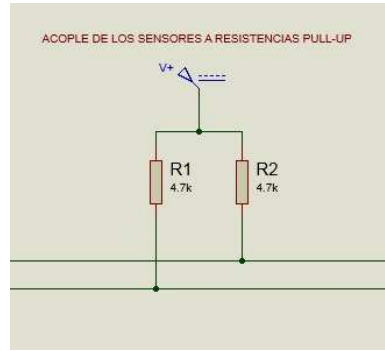 ACOPLE DE LOS SENSORES A RESISTENCIAS PULL-UP
V+
R1
4.7k
R2
4.7k